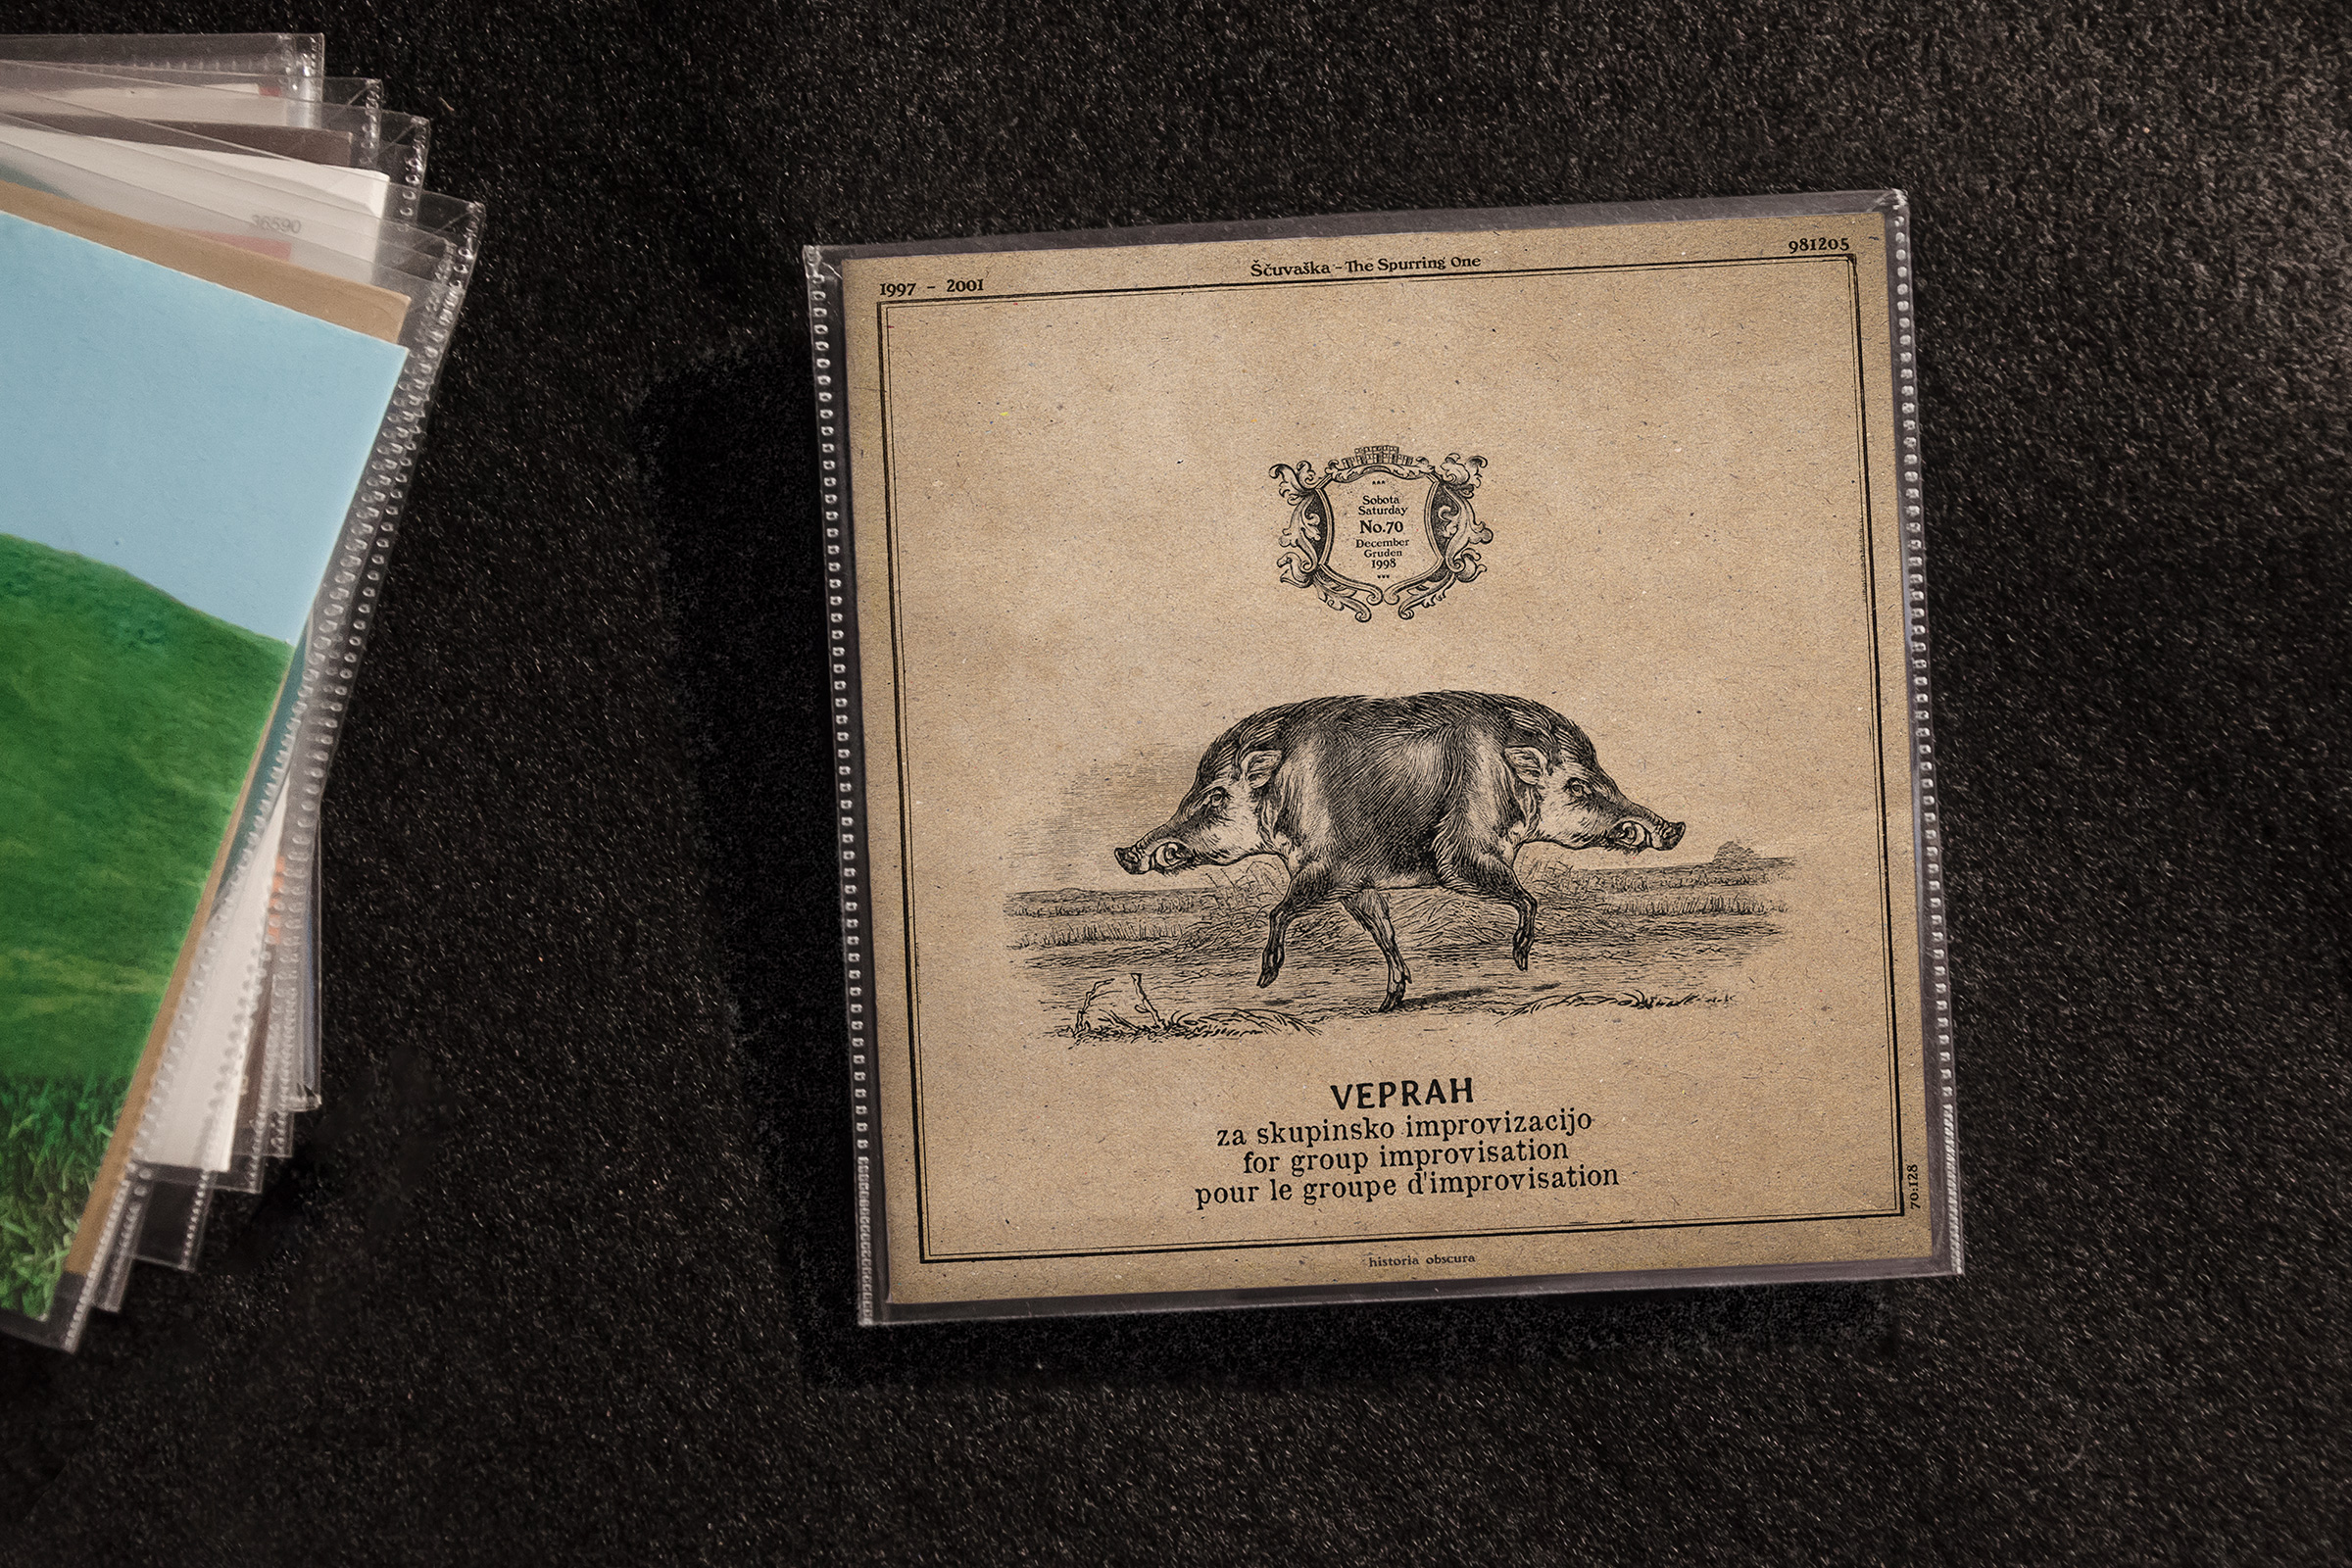 36590
1997 - 2001
Ščuvaška - The Spurring One
981205
Sobota
Saturday
No.70
December
Gruden
1998
VEPRAH
za skupinsko improvizacijo
for group improvisation
pour le groupe d'improvisation
70:128
historia obscura